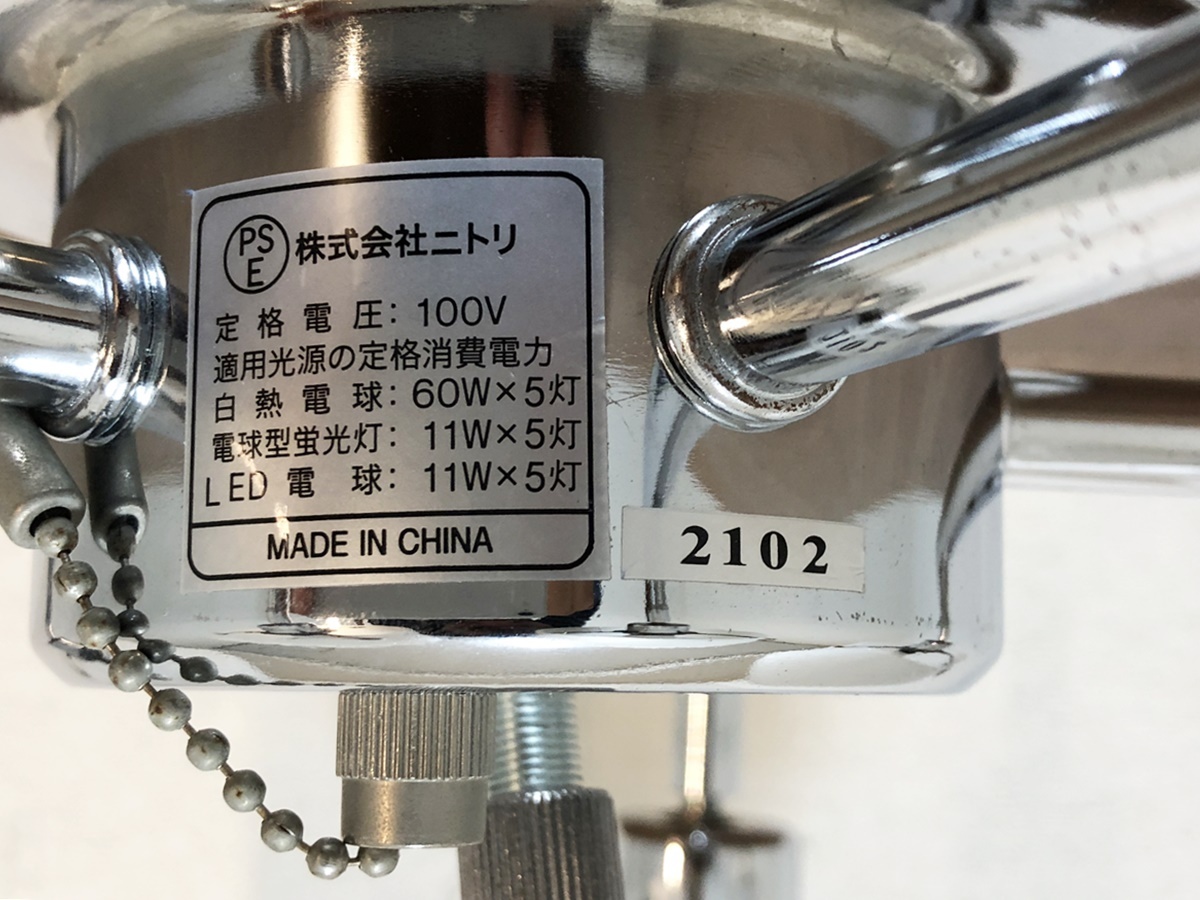 PSE 株式会社ニトリ
定格電圧: 100V
適用光源の定格消費電力
白熱電球: 60W×5灯
電球型蛍光灯: 11W×5灯
LED電球: 11W×5灯
MADE IN CHINA
2102